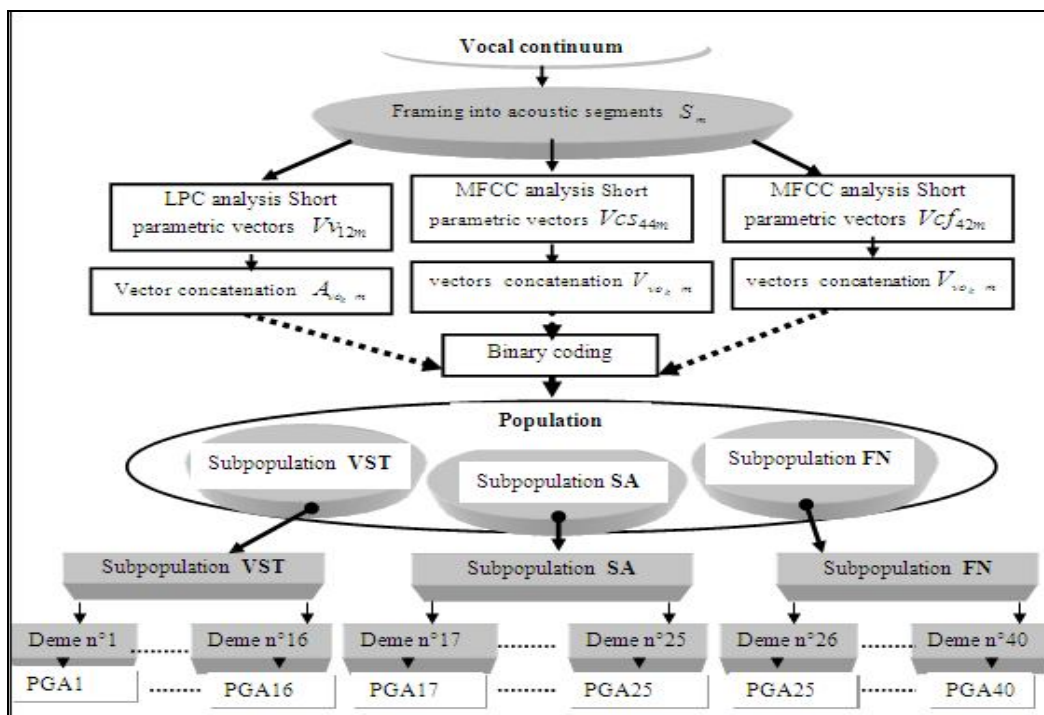 Vocal continuum
Framing into acoustic segments S m
LPC analysis Short
parametric vectors Vv12m
MFCC analysis Short
parametric vectors Vcs44m
MFCC analysis Short
parametric vectors Vcf42m
Vector concatenation
vectors concatenation
vectors concatenation
Binary coding
Population
Subpopulation VST
Subpopulation SA
Subpopulation FN
Subpopulation VST
Subpopulation SA
Subpopulation FN
Deme n°1
Deme n°16
Deme n°17
Deme n°25
Deme n°26
Deme n°40
PGA1
PGA16
PGA17
PGA25
PGA25
PGA40